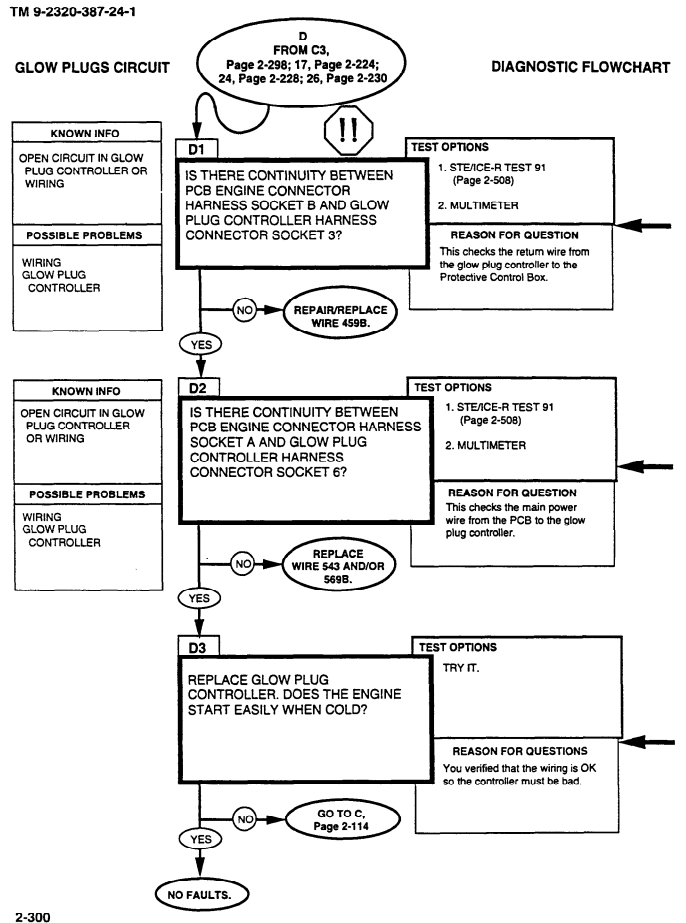 TM 9-2320-387-24-1
GLOW PLUGS CIRCUIT
D
FROM C3,
Page 2-298; 17, Page 2-224;
24, Page 2-228; 26, Page 2-230
DIAGNOSTIC FLOWCHART
!!
KNOWN INFO
OPEN CIRCUIT IN GLOW
PLUG CONTROLLER OR
WIRING
POSSIBLE PROBLEMS
WIRING
GLOW PLUG
CONTROLLER
D1
IS THERE CONTINUITY BETWEEN
PCB ENGINE CONNECTOR
HARNESS SOCKET B AND GLOW
PLUG CONTROLLER HARNESS
CONNECTOR SOCKET 3?
TEST OPTIONS
1. STE/ICE-R TEST 91
(Page 2-508)
2. MULTIMETER
REASON FOR QUESTION
This checks the return wire from
the glow plug controller to the
Protective Control Box.
NO
REPAIR/REPLACE
WIRE 459B.
YES
KNOWN INFO
OPEN CIRCUIT IN GLOW
PLUG CONTROLLER
OR WIRING
POSSIBLE PROBLEMS
WIRING
GLOW PLUG
CONTROLLER
D2
IS THERE CONTINUITY BETWEEN
PCB ENGINE CONNECTOR HARNESS
SOCKET A AND GLOW PLUG
CONTROLLER HARNESS
CONNECTOR SOCKET 6?
TEST OPTIONS
1. STE/ICE-R TEST 91
(Page 2-508)
2. MULTIMETER
REASON FOR QUESTION
This checks the main power
wire from the PCB to the glow
plug controller.
NO
REPLACE
WIRE 543 AND/OR
569B.
YES
D3
REPLACE GLOW PLUG
CONTROLLER. DOES THE ENGINE
START EASILY WHEN COLD?
TEST OPTIONS
TRY IT.
REASON FOR QUESTIONS
You verified that the wiring is OK
so the controller must be bad.
NO
GO TO C,
Page 2-114
YES
NO FAULTS.
2-300